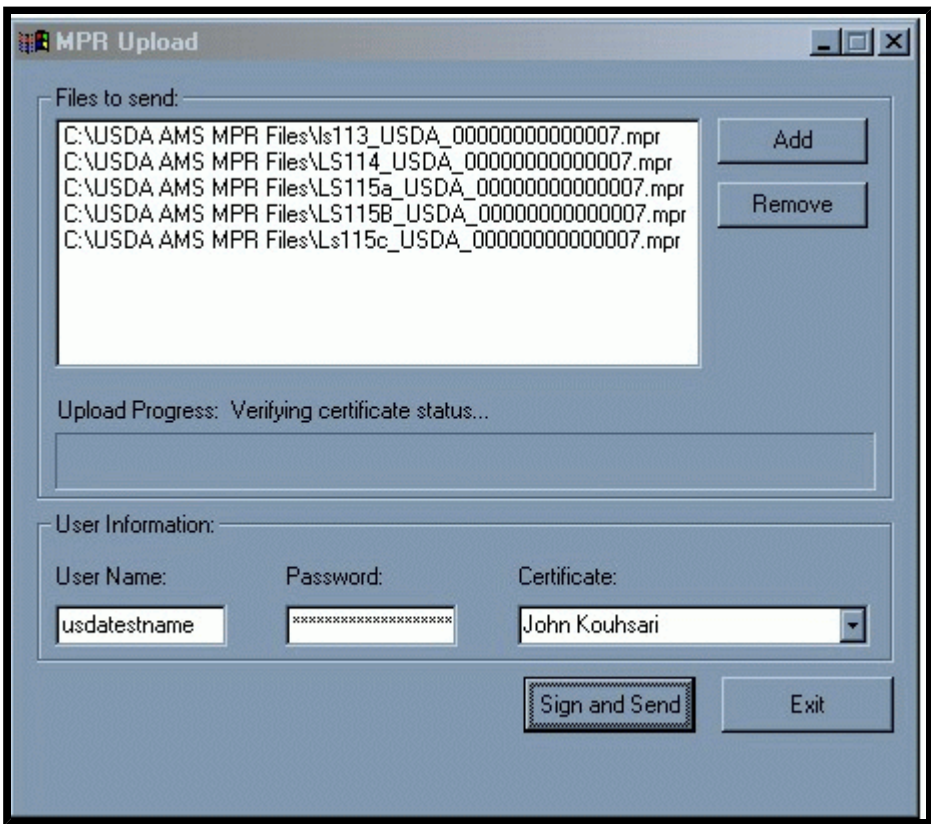 MPR Upload
Files to send:
C:\USDA AMS MPR Files\ls113_USDA_00000000000007.mpr
C:\USDA AMS MPR Files\LS114_USDA_00000000000007.mpr
C:\USDA AMS MPR Files\LS115a_USDA_00000000000007.mpr
C:\USDA AMS MPR Files\LS115B_USDA_00000000000007.mpr
C:\USDA AMS MPR Files\Ls115c_USDA_00000000000007.mpr
Add
Remove
Upload Progress: Verifying certificate status...
User Information:
User Name: Password: Certificate:
usdatestname ******************** John Kouhsari
Sign and Send Exit